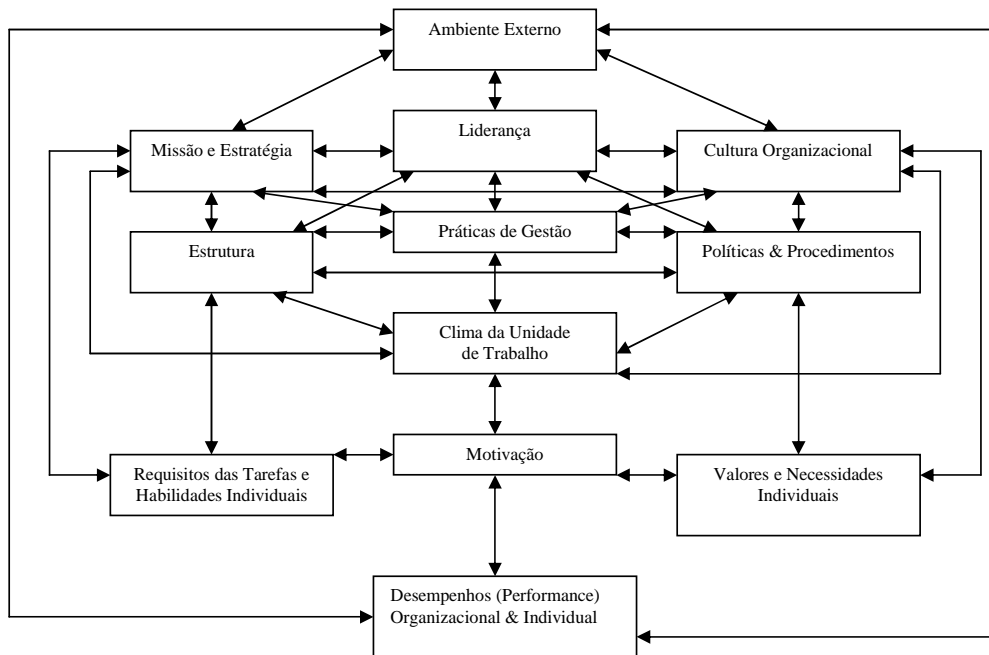 Ambiente Externo
Liderança
Missão e Estratégia
Cultura Organizacional
Práticas de Gestão
Estrutura
Políticas & Procedimentos
Clima da Unidade
de Trabalho
Motivação
Requisitos das Tarefas e
Habilidades Individuais
Valores e Necessidades
Individuais
Desempenhos (Performance)
Organizacional & Individual